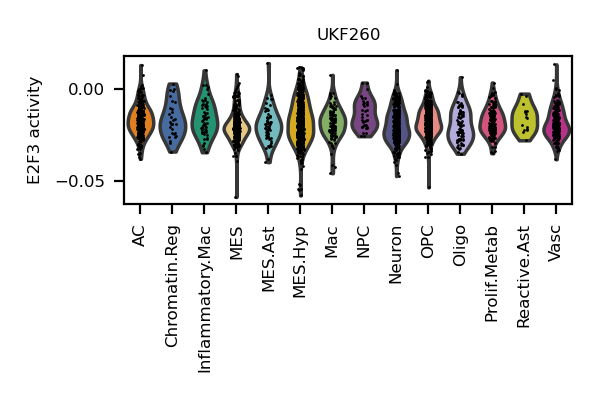 UKF260
E2F3 activity
0.00
−0.05
AC
Chromatin.Reg
Inflammatory.Mac
MES
MES.Ast
MES.Hyp
Mac
NPC
Neuron
OPC
Oligo
Prolif.Metab
Reactive.Ast
Vasc